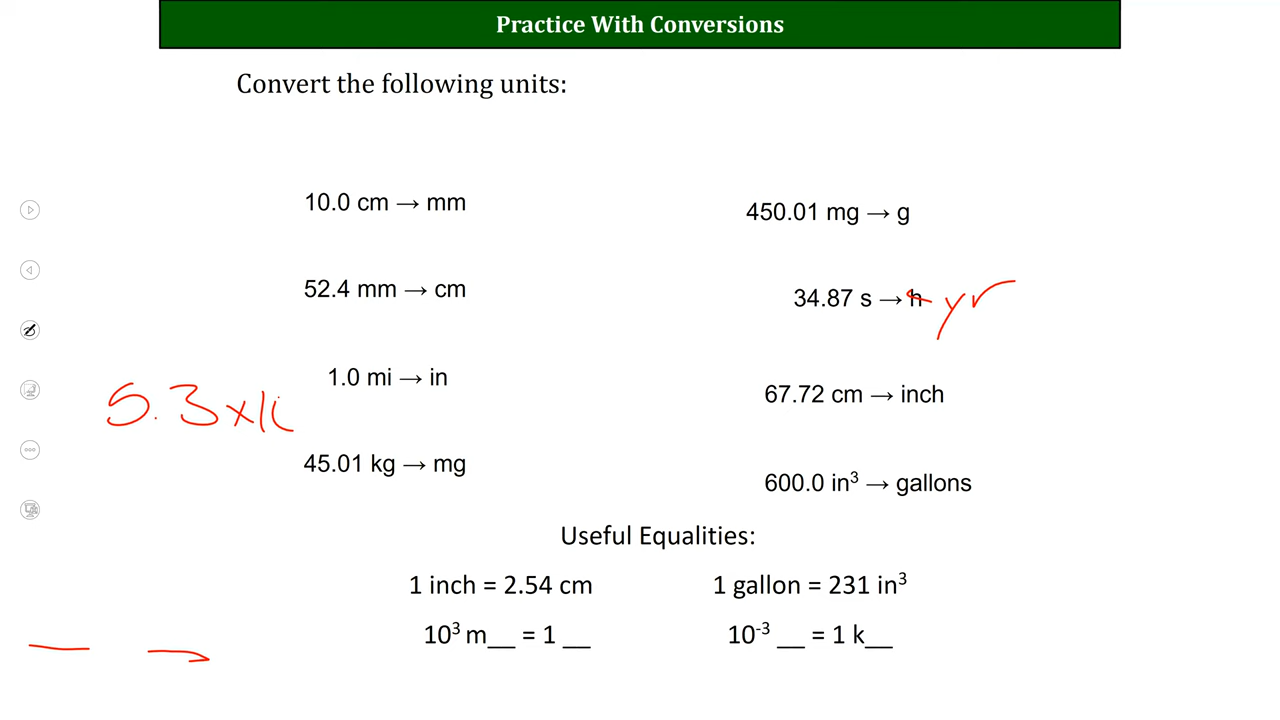 Practice With Conversions
Convert the following units:
10.0 cm → mm
52.4 mm → cm
1.0 mi → in
5.3 x 1
45.01 kg → mg
450.01 mg → g
34.87 s → h yr
67.72 cm → inch
600.0 in³ → gallons
Useful Equalities:
1 inch = 2.54 cm
1 gallon = 231 in³
10³ m__ = 1 __
10⁻³ __ = 1 k__